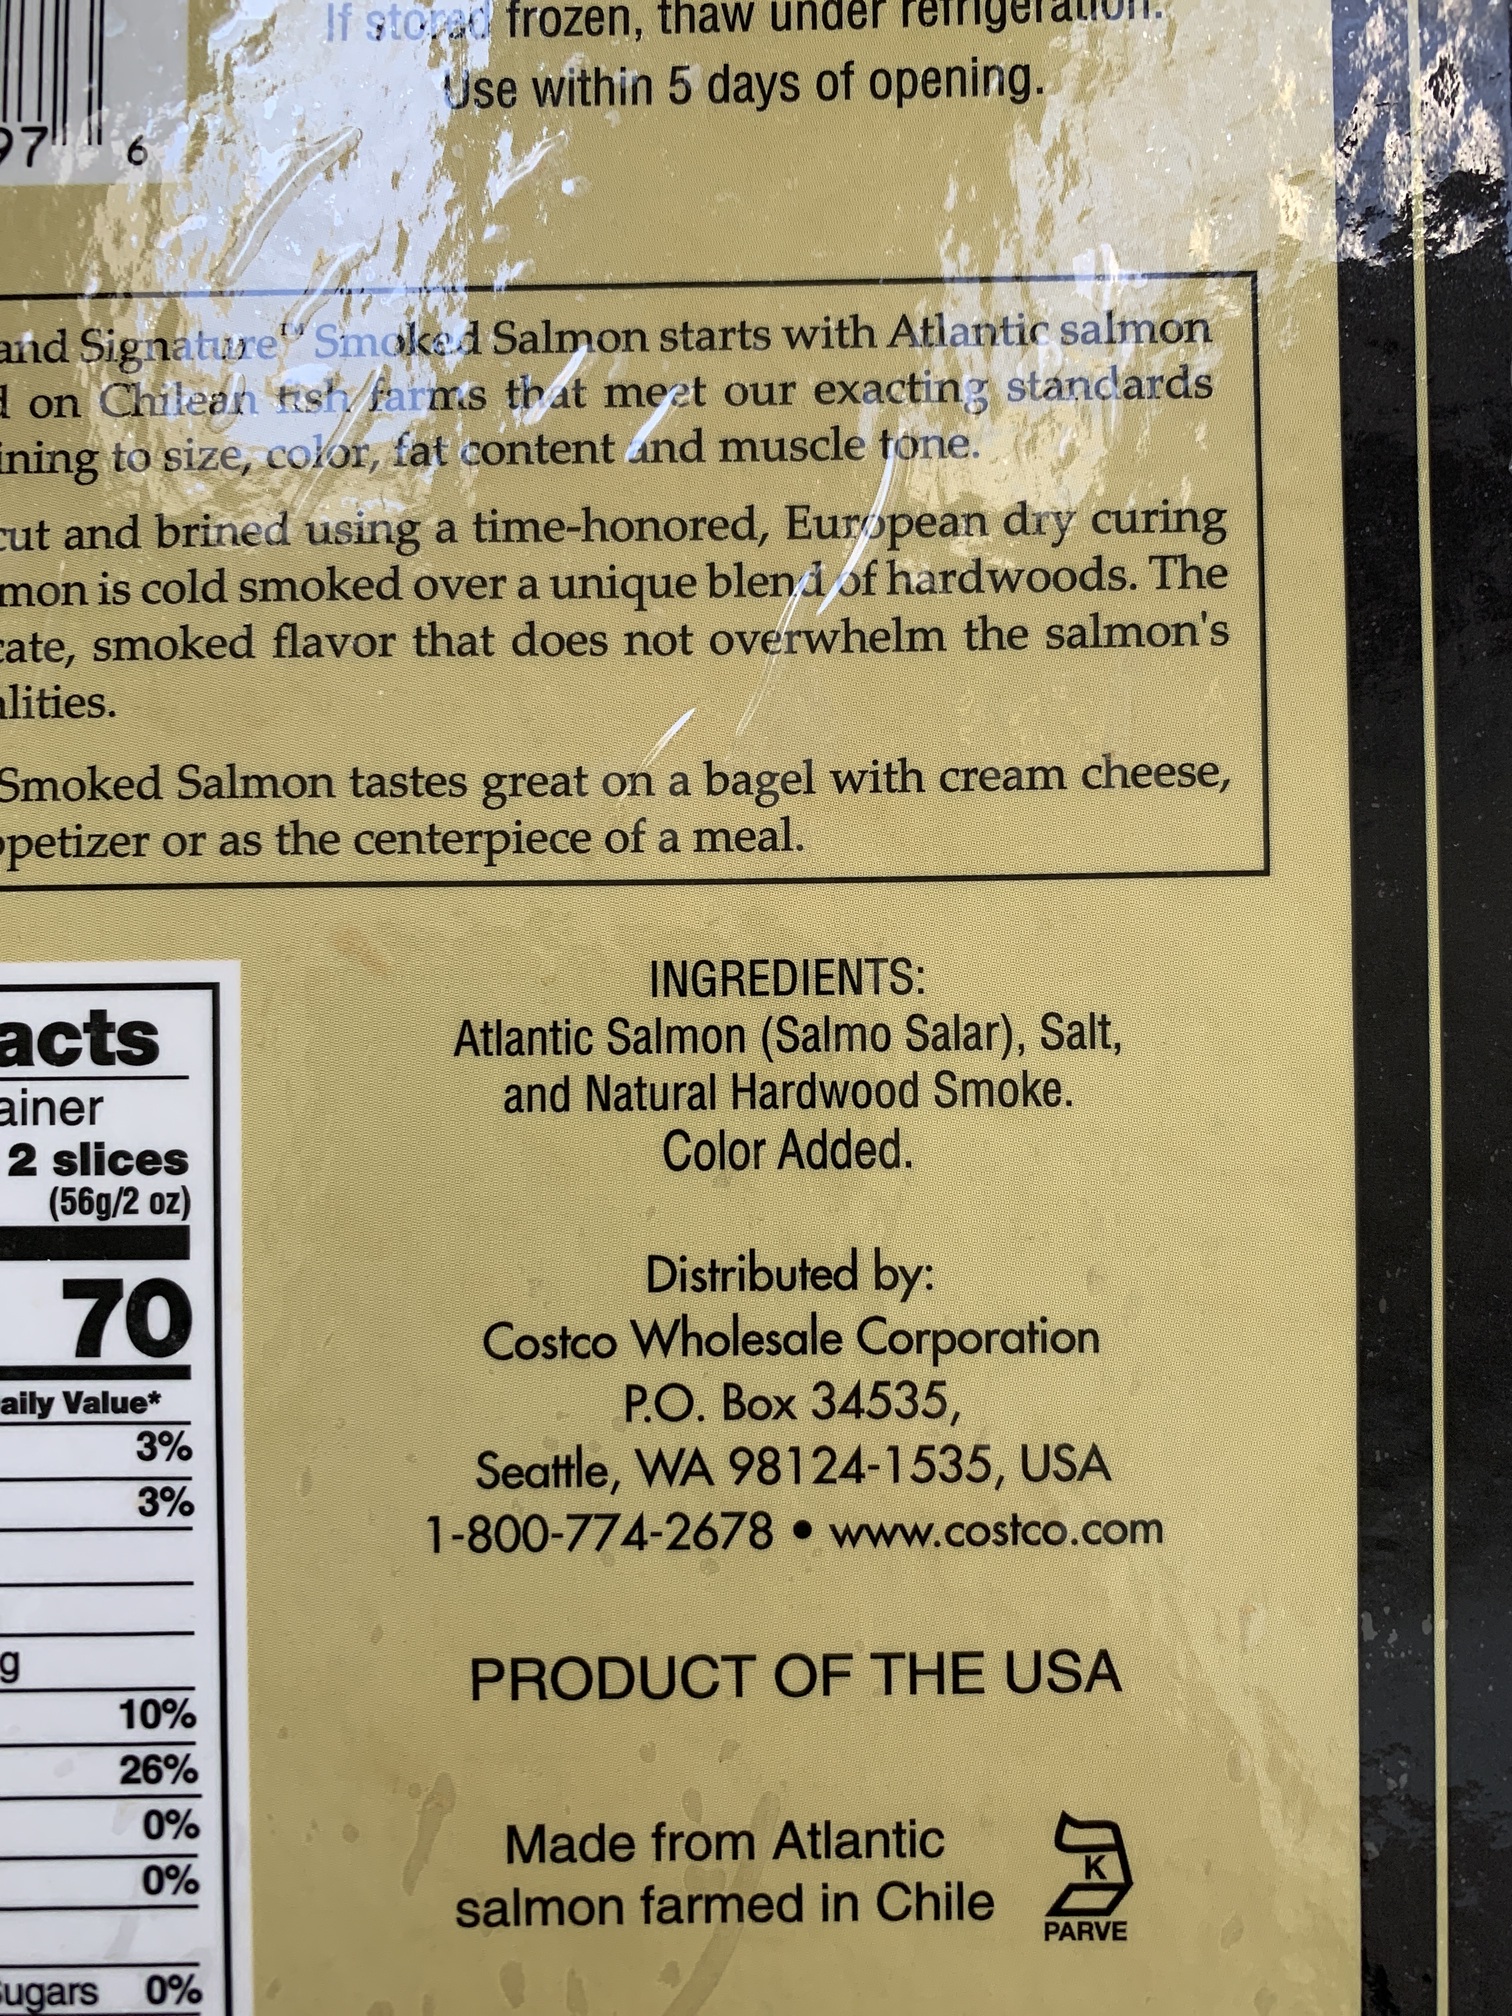 If stored frozen, thaw under refrigeration.
Use within 5 days of opening.
97 6
and Signature™ Smoked Salmon starts with Atlantic salmon
d on Chilean fish farms that meet our exacting standards
ining to size, color, fat content and muscle tone.
cut and brined using a time-honored, European dry curing
mon is cold smoked over a unique blend of hardwoods. The
cate, smoked flavor that does not overwhelm the salmon's
alities.
Smoked Salmon tastes great on a bagel with cream cheese,
ppetizer or as the centerpiece of a meal.
acts
ainer
2 slices
(56g/2 oz)
70
aily Value*
3%
3%
g
10%
26%
0%
0%
Sugars 0%
INGREDIENTS:
Atlantic Salmon (Salmo Salar), Salt,
and Natural Hardwood Smoke.
Color Added.
Distributed by:
Costco Wholesale Corporation
P.O. Box 34535,
Seattle, WA 98124-1535, USA
1-800-774-2678 • www.costco.com
PRODUCT OF THE USA
Made from Atlantic
salmon farmed in Chile
K
PARVE